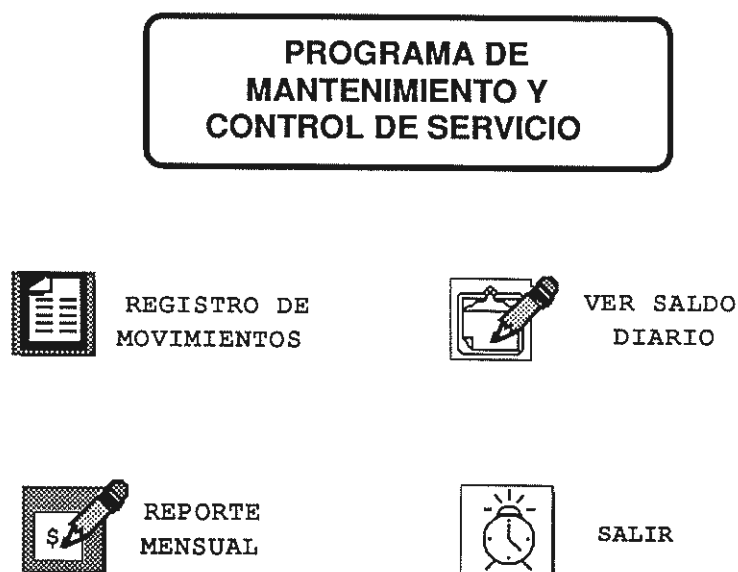 PROGRAMA DE
MANTENIMIENTO Y
CONTROL DE SERVICIO
REGISTRO DE
MOVIMIENTOS
VER SALDO
DIARIO
$
REPORTE
MENSUAL
SALIR